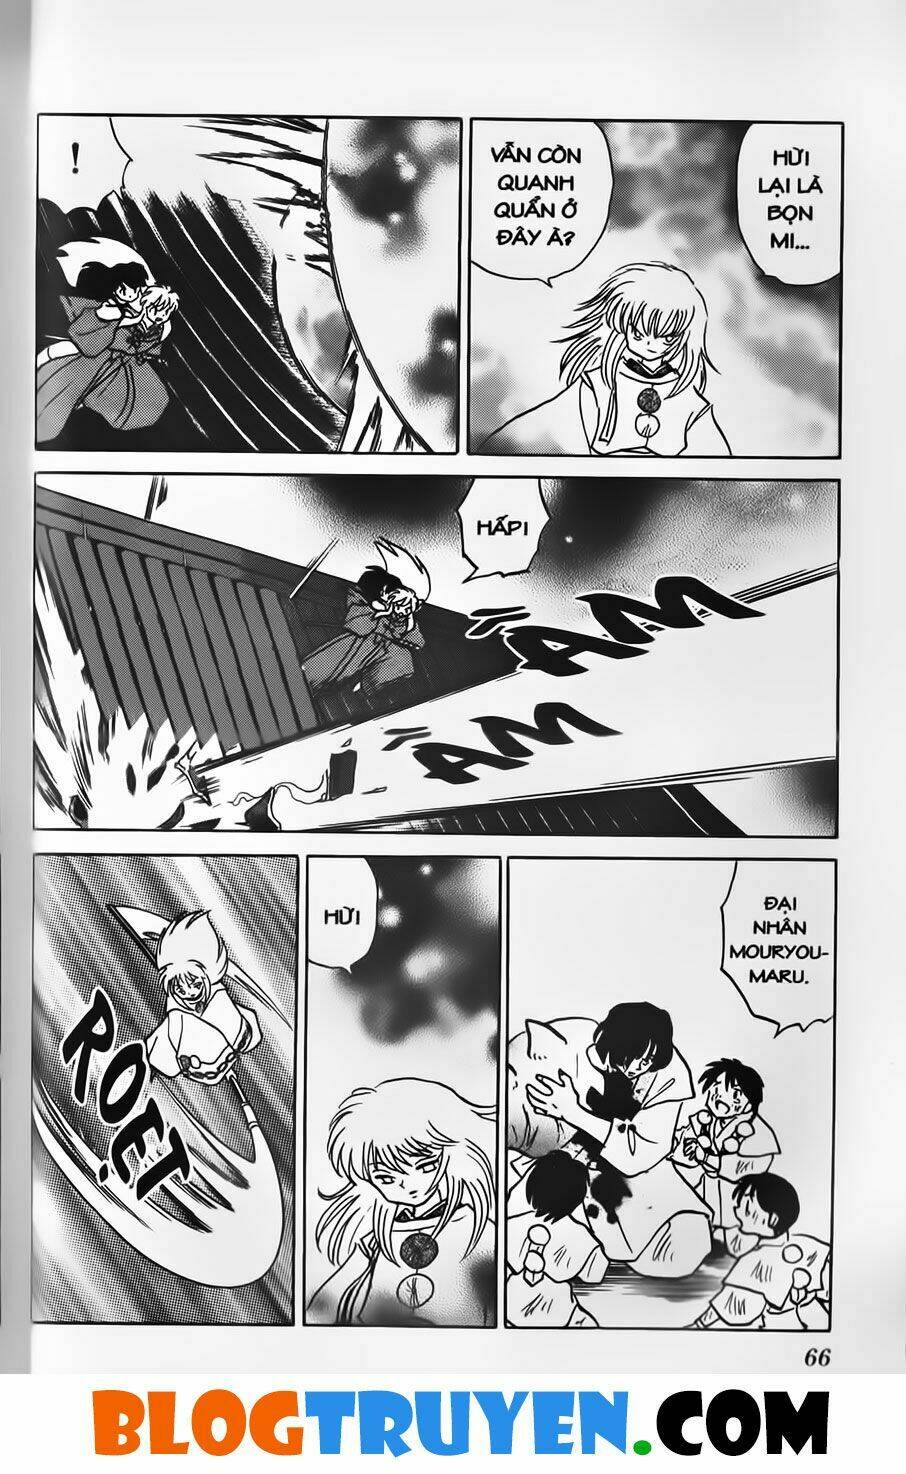 HỪ!
LẠI LÀ
BỌN
MI...
VẪN CÒN
QUANH
QUẨN Ở
ĐÂY À?
!
HẤP!
ẦM
ẦM
ĐẠI
NHÂN
MOURYOU-
MARU.
HỪ!
ROẸT
66
BLOGTRUYEN.COM